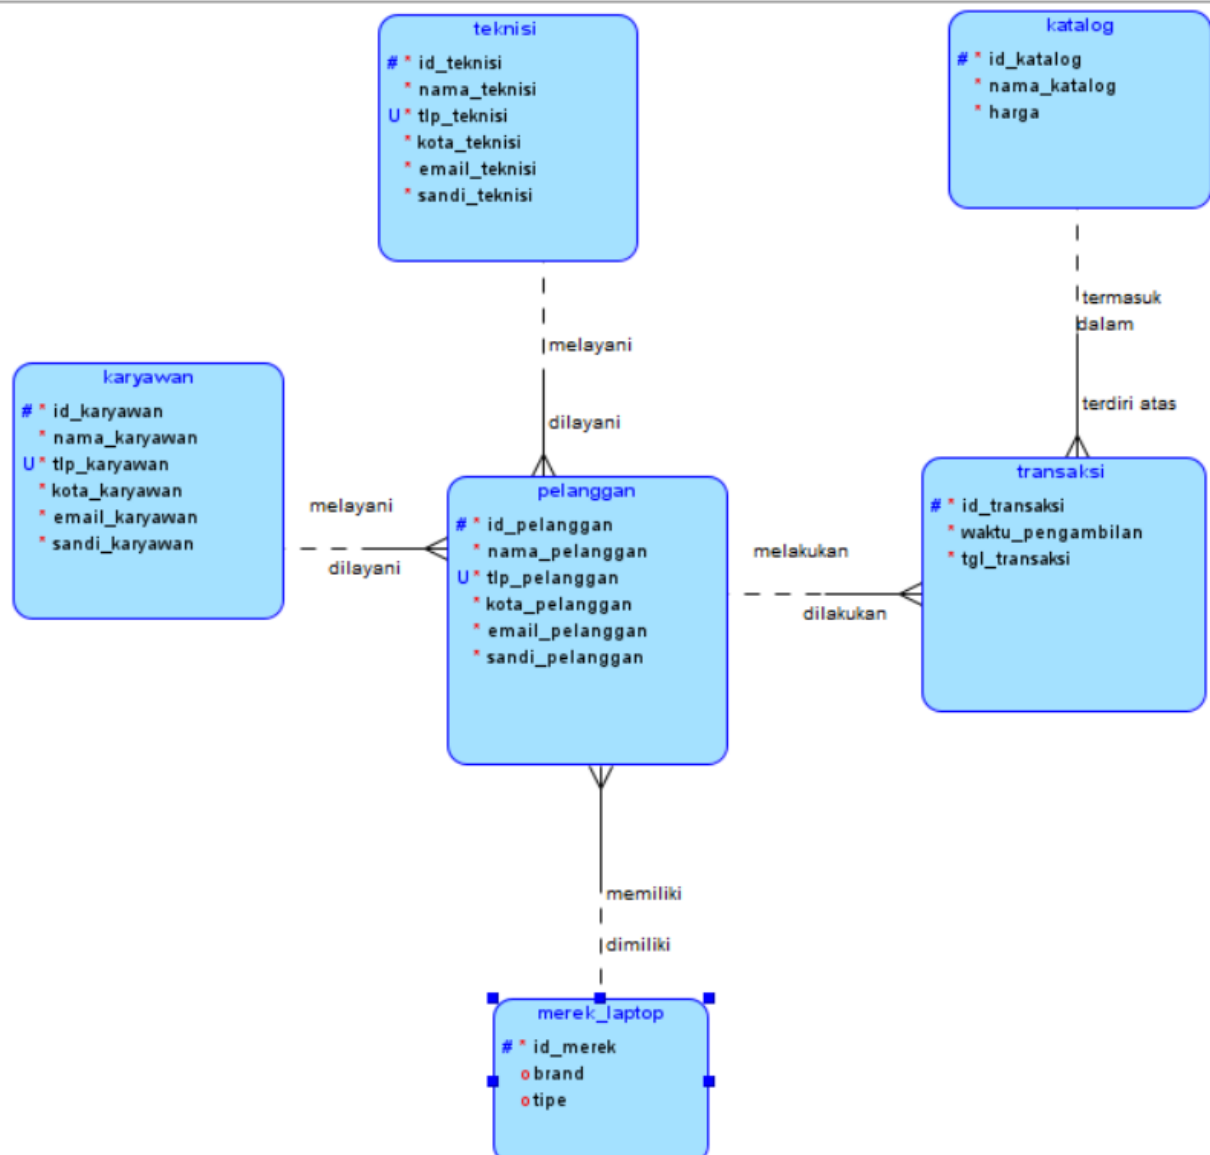 teknisi
# * id_teknisi
* nama_teknisi
U * tlp_teknisi
* kota_teknisi
* email_teknisi
* sandi_teknisi
katalog
# * id_katalog
* nama_katalog
* harga
melayani
dilayani
termasuk
dalam
terdiri atas
karyawan
# * id_karyawan
* nama_karyawan
U * tlp_karyawan
* kota_karyawan
* email_karyawan
* sandi_karyawan
melayani
dilayani
pelanggan
# * id_pelanggan
* nama_pelanggan
U * tlp_pelanggan
* kota_pelanggan
* email_pelanggan
* sandi_pelanggan
melakukan
dilakukan
transaksi
# * id_transaksi
* waktu_pengambilan
* tgl_transaksi
memiliki
dimiliki
merek_laptop
# * id_merek
o brand
o tipe